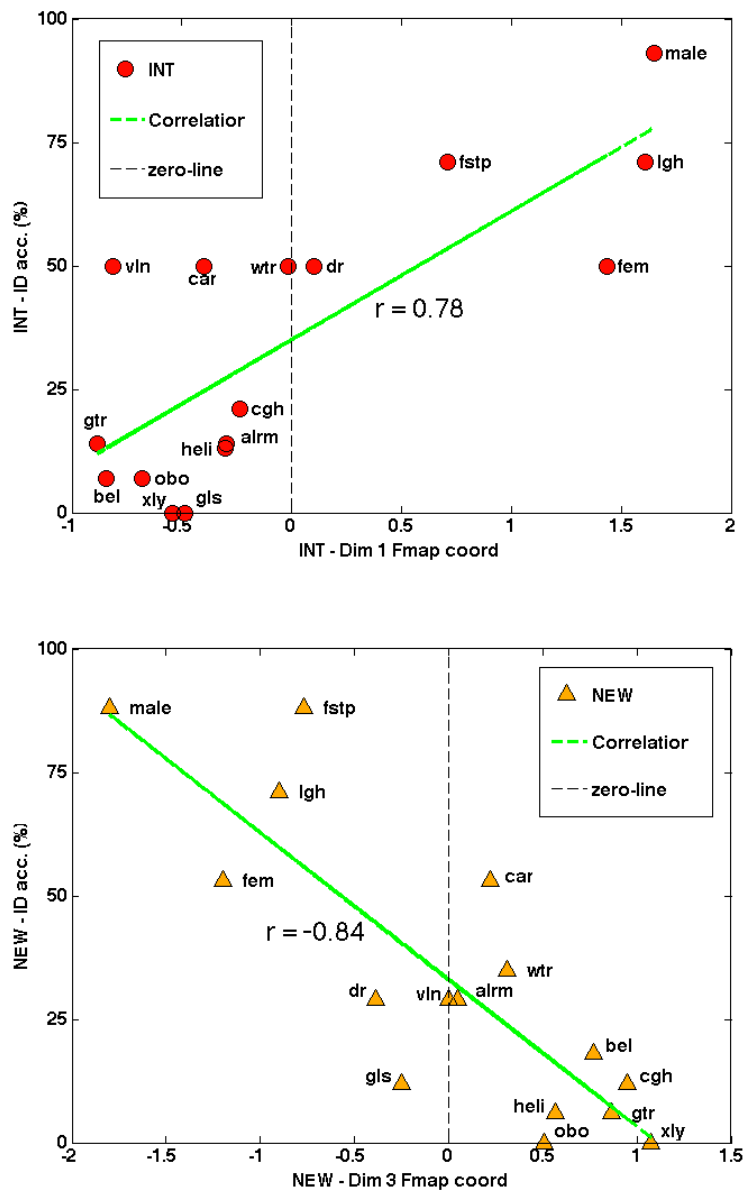 100
INT
male
Correlatior
75
fstp
lgh
zero-line
INT - ID acc. (%)
50
vln
car
wtr
dr
fem
r = 0.78
25
cgh
gtr
alrm
heli
bel
obo
xly
gls
0
-1
-0.5
0
0.5
1
1.5
2
INT - Dim 1 Fmap coord
100
male
fstp
NEW
Correlatior
75
lgh
zero-line
NEW - ID acc. (%)
50
fem
car
r = -0.84
wtr
dr
vln
alrm
25
bel
gls
cgh
heli
gtr
obo
xly
0
-2
-1.5
-1
-0.5
0
0.5
1
1.5
NEW - Dim 3 Fmap coord